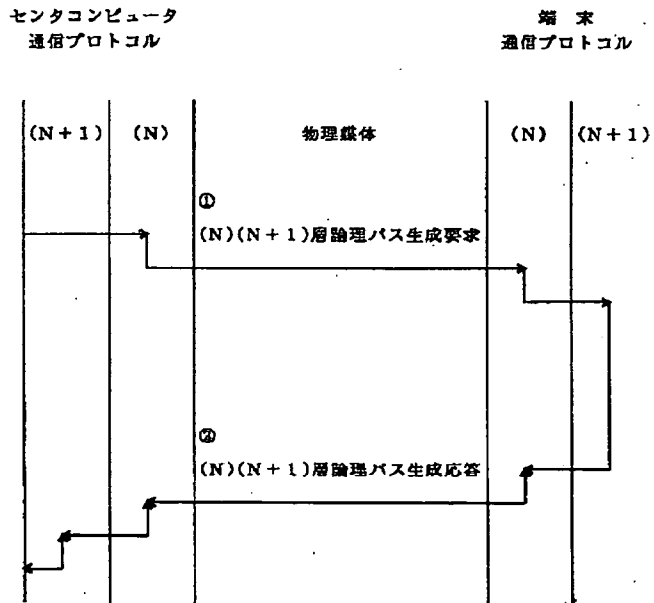 センタコンピュータ
通信プロトコル
端 末
通信プロトコル
(N+1)
(N)
物理媒体
(N)
(N+1)
①
(N)(N+1)層論理パス生成要求
②
(N)(N+1)層論理パス生成応答